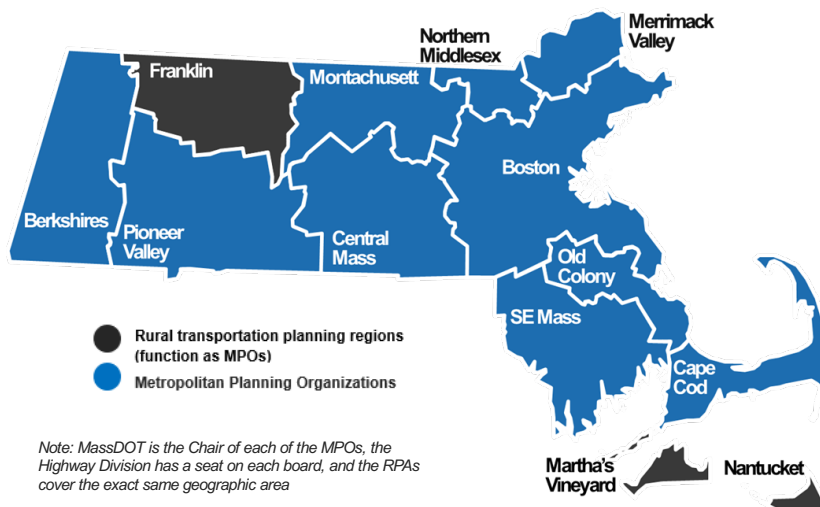 Northern
Middlesex
Merrimack
Valley
Franklin
Montachusett
Boston
Berkshires
Pioneer
Valley
Central
Mass
Old
Colony
SE Mass
Cape
Cod
Martha's
Vineyard
Nantucket
Rural transportation planning regions
(function as MPOs)
Metropolitan Planning Organizations
Note: MassDOT is the Chair of each of the MPOs, the
Highway Division has a seat on each board, and the RPAs
cover the exact same geographic area